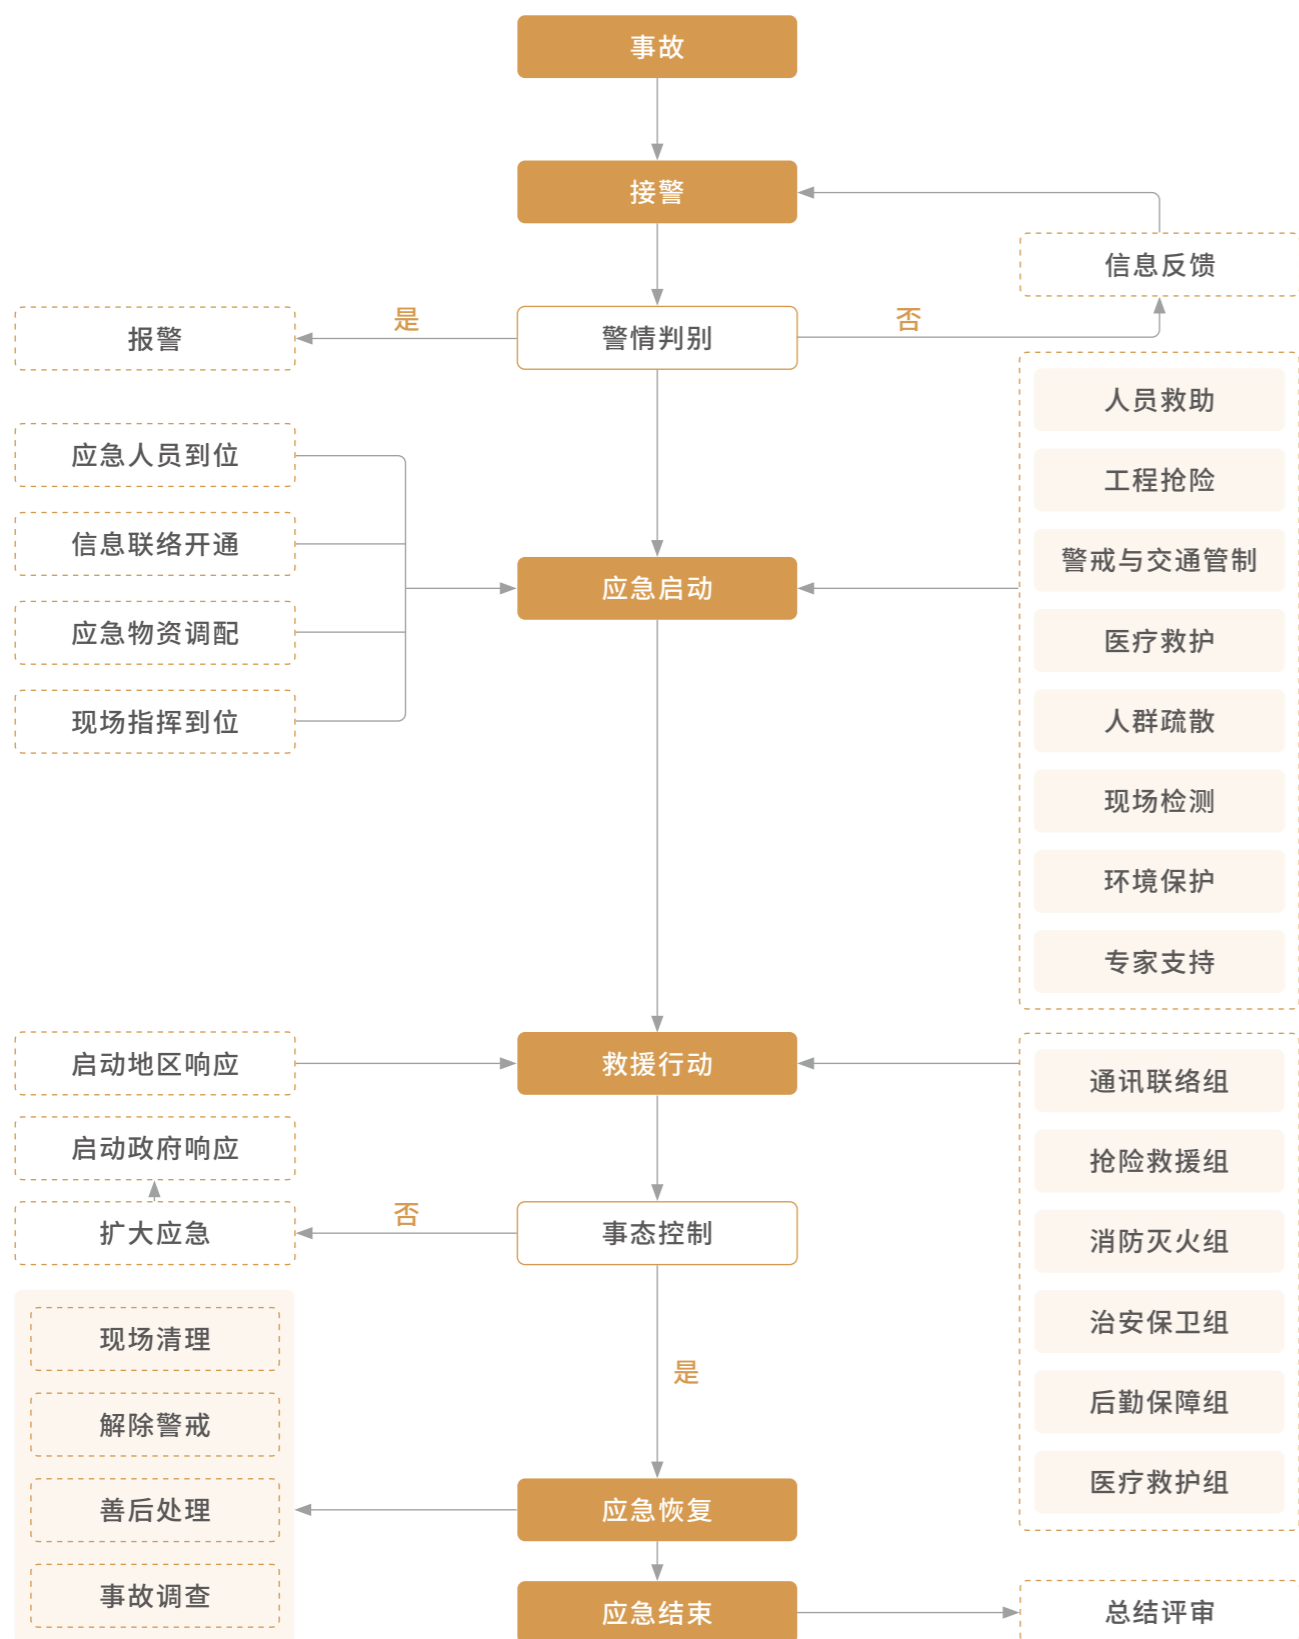 事故
接警
信息反馈
是
否
报警
警情判别
人员救助
应急人员到位
工程抢险
信息联络开通
警戒与交通管制
应急启动
应急物资调配
医疗救护
现场指挥到位
人群疏散
现场检测
环境保护
专家支持
启动地区响应
救援行动
通讯联络组
启动政府响应
抢险救援组
否
扩大应急
事态控制
消防灭火组
现场清理
治安保卫组
是
解除警戒
后勤保障组
医疗救护组
善后处理
应急恢复
事故调查
应急结束
总结评审